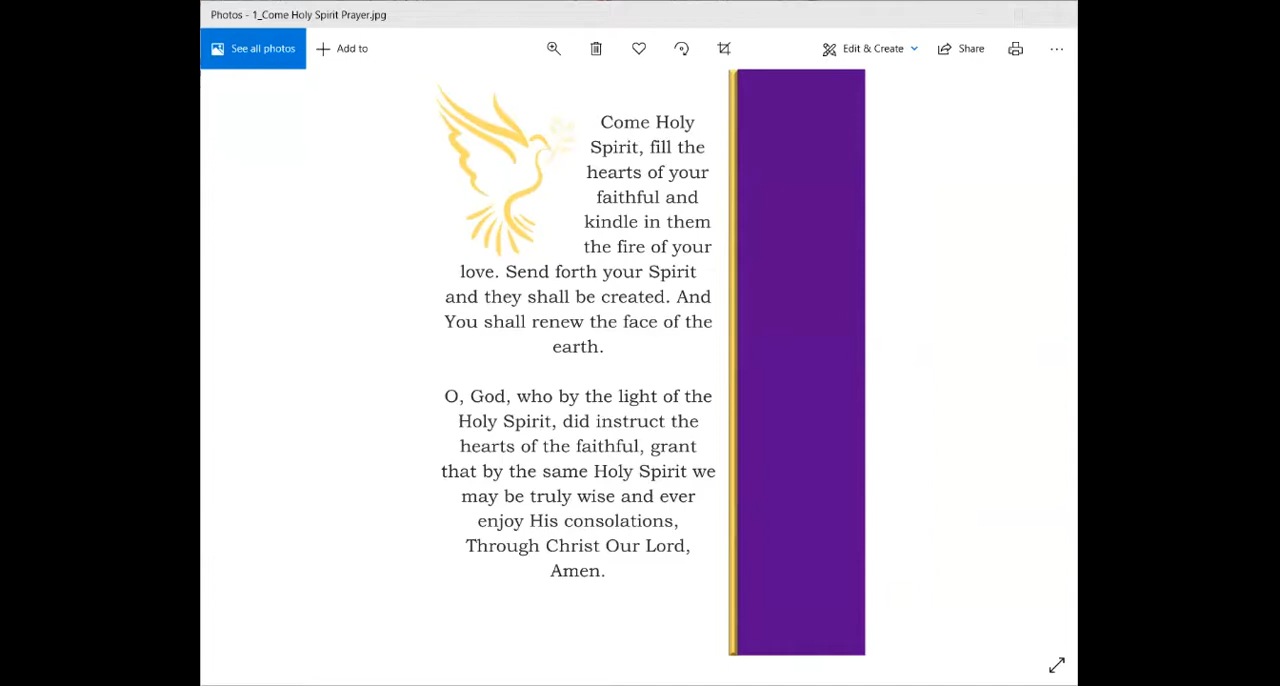 Photos - 1_Come Holy Spirit Prayer.jpg
See all photos
Add to
Edit & Create
Share
Come Holy
Spirit, fill the
hearts of your
faithful and
kindle in them
the fire of your
love. Send forth your Spirit
and they shall be created. And
You shall renew the face of the
earth.
O, God, who by the light of the
Holy Spirit, did instruct the
hearts of the faithful, grant
that by the same Holy Spirit we
may be truly wise and ever
enjoy His consolations,
Through Christ Our Lord,
Amen.